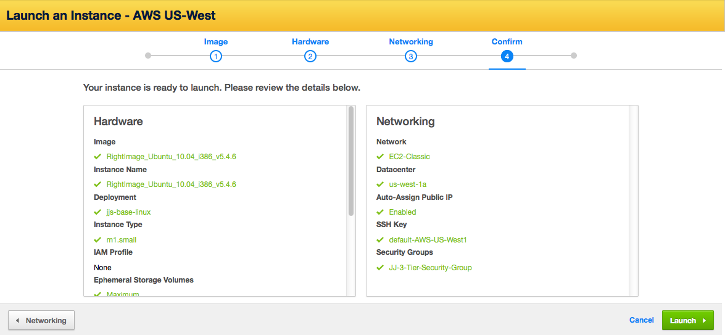 Launch an Instance - AWS US-West
Image Hardware Networking Confirm
1 2 3 4
Your instance is ready to launch. Please review the details below.
Hardware
Image
RightImage_Ubuntu_10.04_i386_v5.4.6
Instance Name
RightImage_Ubuntu_10.04_i386_v5.4.6
Deployment
jjs-base-linux
Instance Type
m1.small
IAM Profile
None
Ephemeral Storage Volumes
Maximum
Networking
Network
EC2-Classic
Datacenter
us-west-1a
Auto-Assign Public IP
Enabled
SSH Key
default-AWS-US-West1
Security Groups
JJ-3-Tier-Security-Group
Networking
Cancel
Launch